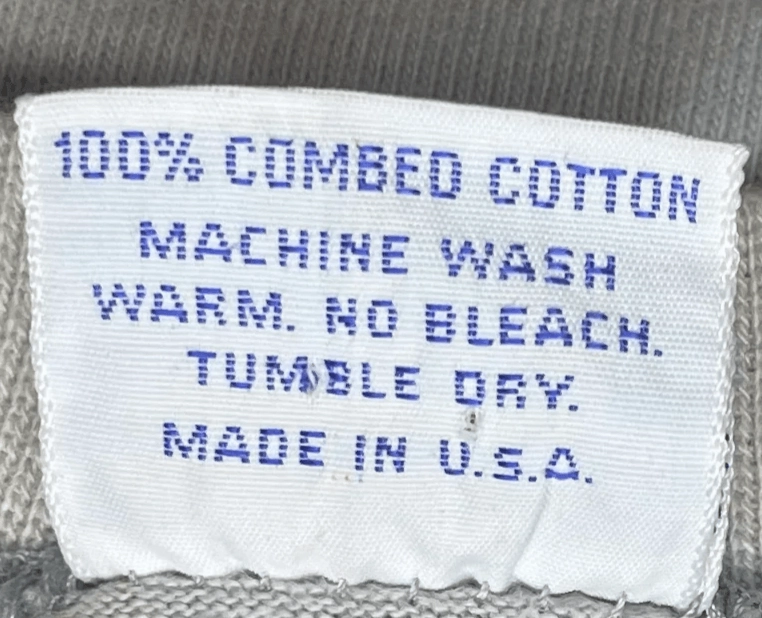 100% COMBED COTTON
MACHINE WASH
WARM. NO BLEACH.
TUMBLE DRY.
MADE IN U.S.A.